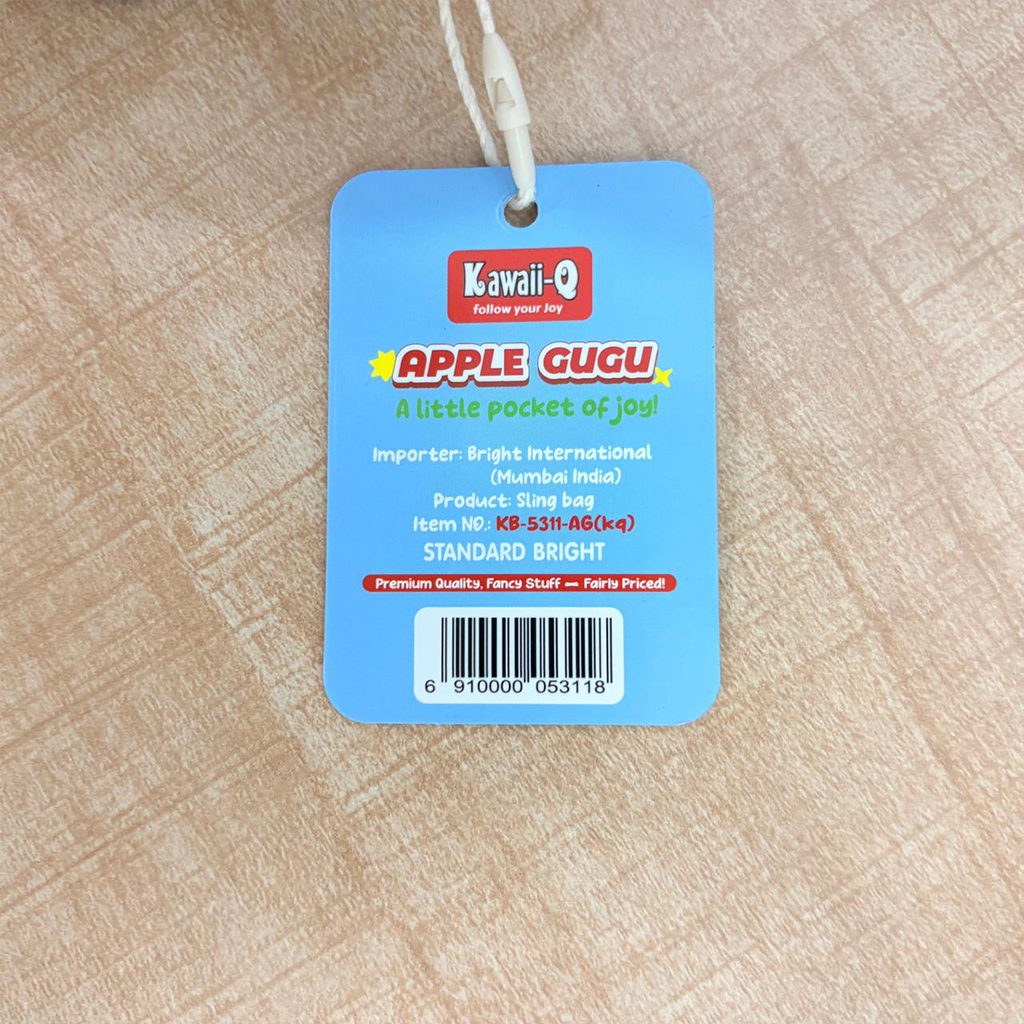 Kawaii-Q
follow your Joy
APPLE GUGU
A little pocket of joy!
Importer: Bright International
(Mumbai India)
Product: Sling bag
Item NO.: KB-5311-AG(kq)
STANDARD BRIGHT
Premium Quality, Fancy Stuff — Fairly Priced!
6 910000 053118